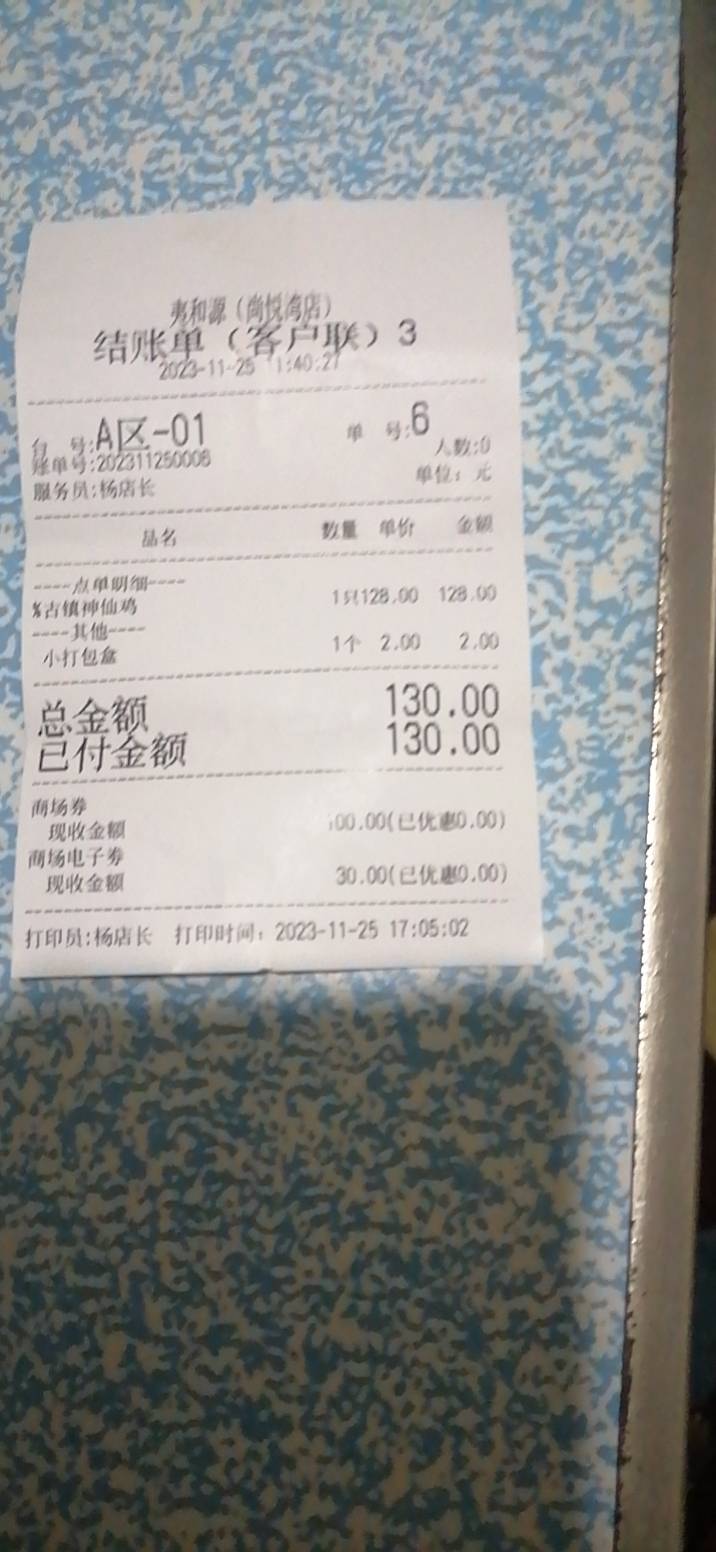 夷和源（尚悦湾店）
结账单（客户联）3
2023-11-25 1:40:27
台 号:A区-01 单 号:6
账单号:202311250006 人数:0
服务员:杨店长 单位：元
品名 数量 单价 金额
----点单明细----
%古镇神仙鸡 1只128.00 128.00
----其他----
小打包盒 1个 2.00 2.00
总金额 130.00
已付金额 130.00
商场券
现收金额 100.00(已优惠0.00)
商场电子券
现收金额 30.00(已优惠0.00)
打印员:杨店长 打印时间：2023-11-25 17:05:02